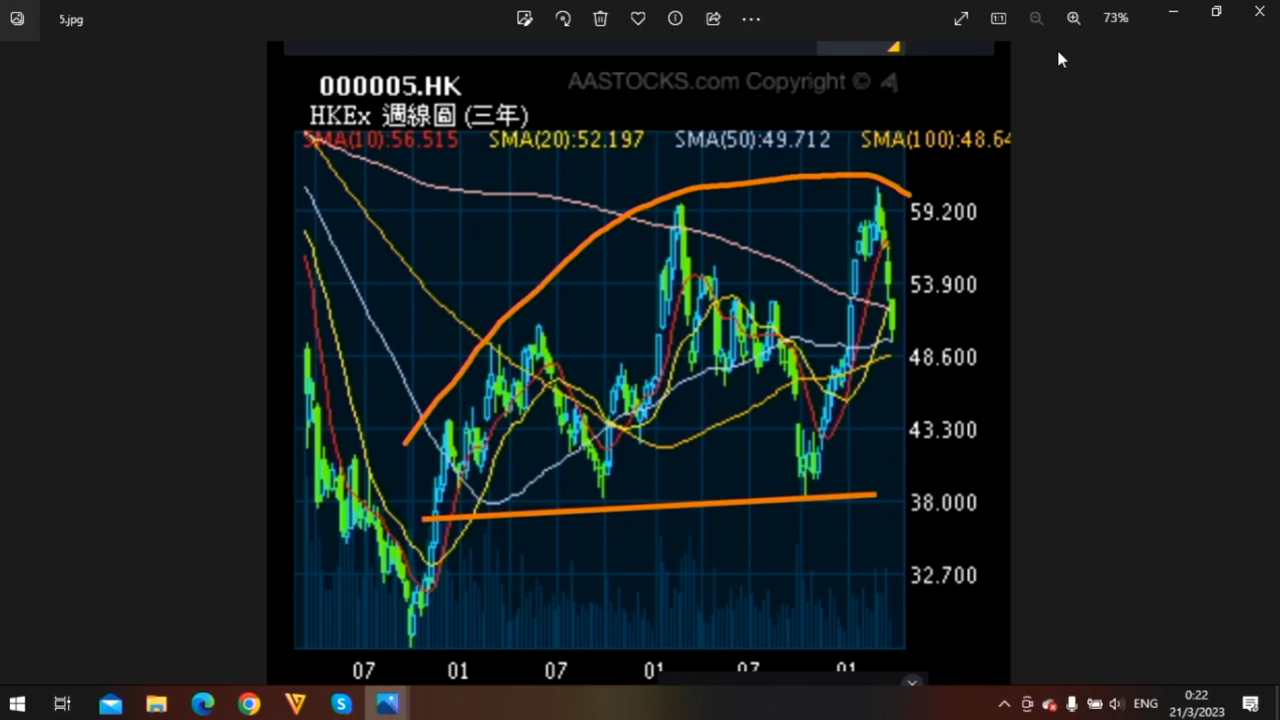 5.jpg
73%
AASTOCKS.com Copyright ©
000005.HK
HKEx 週線圖 (三年)
SMA(10):56.515 SMA(20):52.197 SMA(50):49.712 SMA(100):48.64
59.200
53.900
48.600
43.300
38.000
32.700
07 01 07 01 07 01
0:22
ENG
21/3/2023